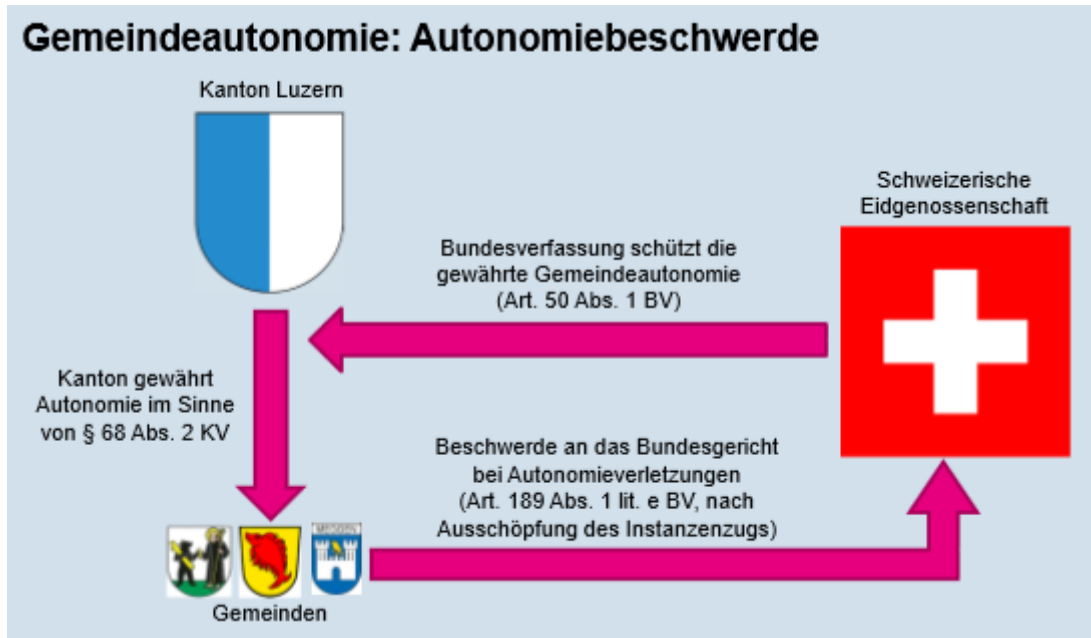 Gemeindeautonomie: Autonomiebeschwerde
Kanton Luzern
Schweizerische
Eidgenossenschaft
Bundesverfassung schützt die
gewährte Gemeindeautonomie
(Art. 50 Abs. 1 BV)
Kanton gewährt
Autonomie im Sinne
von § 68 Abs. 2 KV
Beschwerde an das Bundesgericht
bei Autonomieverletzungen
(Art. 189 Abs. 1 lit. e BV, nach
Ausschöpfung des Instanzenzugs)
Gemeinden